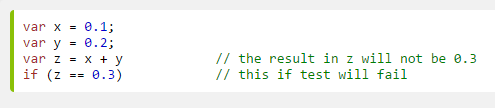 var x = 0.1;
var y = 0.2;
var z = x + y            // the result in z will not be 0.3
if (z == 0.3)            // this if test will fail